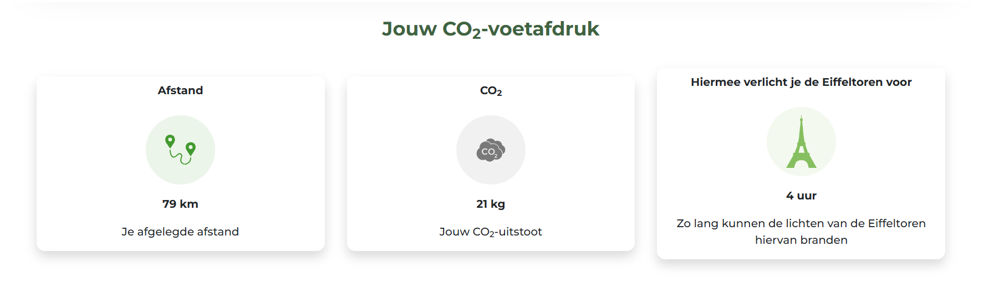 Jouw CO₂-voetafdruk
Afstand
79 km
Je afgelegde afstand
CO₂
CO₂
21 kg
Jouw CO₂-uitstoot
Hiermee verlicht je de Eiffeltoren voor
4 uur
Zo lang kunnen de lichten van de Eiffeltoren
hiervan branden